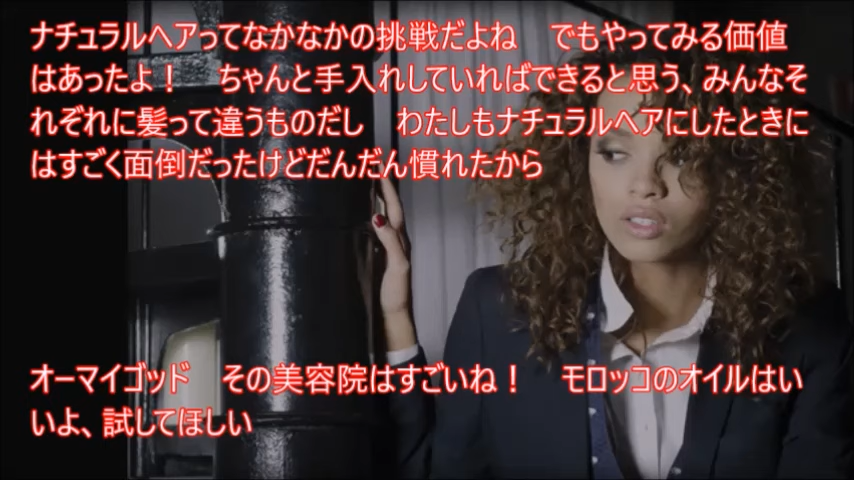 ナチュラルヘアってなかなかの挑戦だよね　でもやってみる価値
はあったよ！　ちゃんと手入れしていればできると思う、みんなそ
れぞれに髪って違うものだし　わたしもナチュラルヘアにしたときに
はすごく面倒だったけどだんだん慣れたから
オーマイゴッド　その美容院はすごいね！　モロッコのオイルはい
いよ、試してほしい